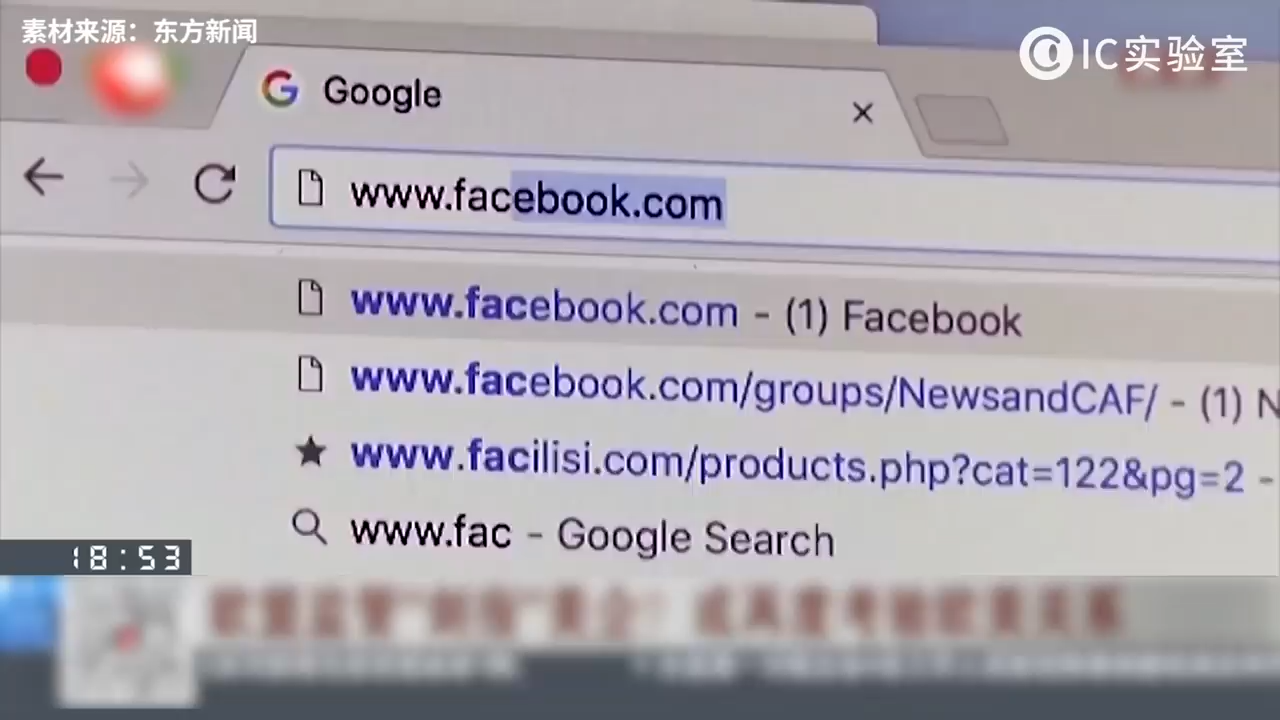 素材来源：东方新闻
IC实验室
Google
www.facebook.com
www.facebook.com - (1) Facebook
www.facebook.com/groups/NewsandCAF/ - (1) N
www.facilisi.com/products.php?cat=122&pg=2 -
www.fac - Google Search
18:53